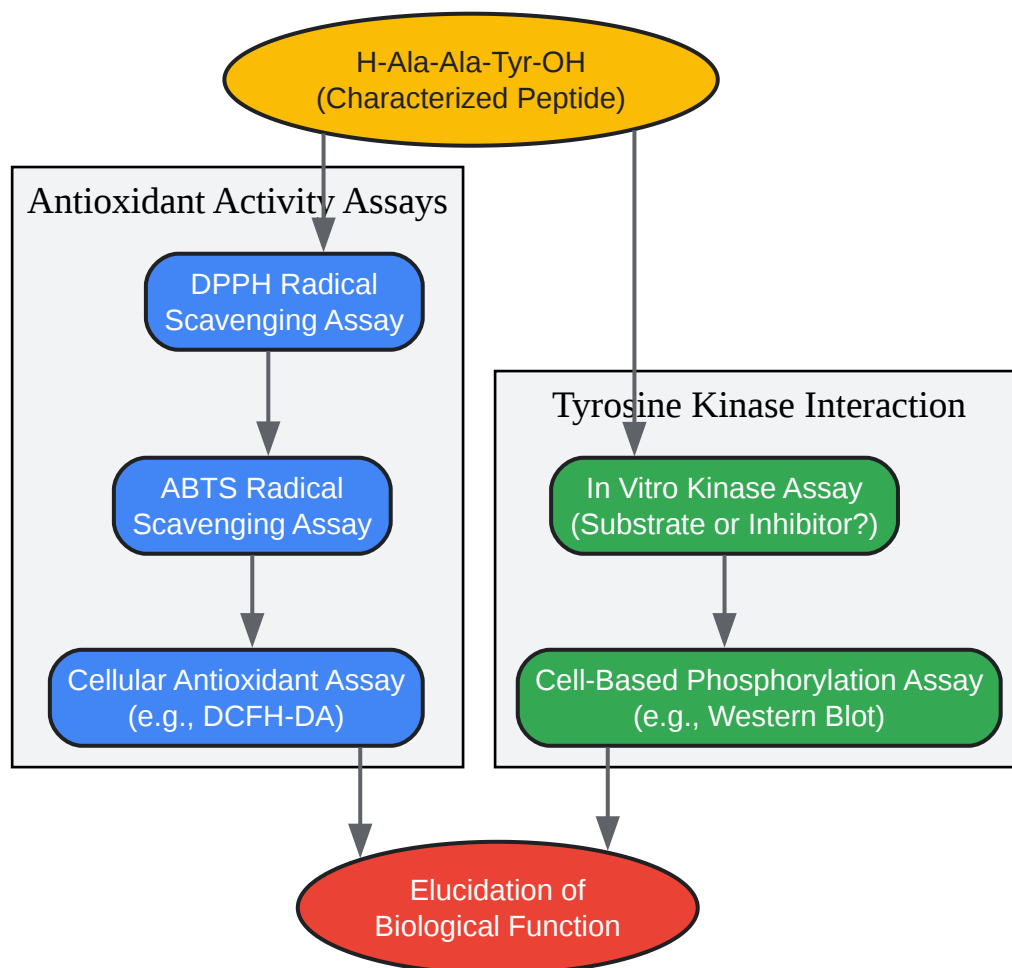 H-Ala-Ala-Tyr-OH
(Characterized Peptide)
Antioxidant Activity Assays
DPPH Radical
Scavenging Assay
ABTS Radical
Scavenging Assay
Cellular Antioxidant Assay
(e.g., DCFH-DA)
Tyrosine Kinase Interaction
In Vitro Kinase Assay
(Substrate or Inhibitor?)
Cell-Based Phosphorylation Assay
(e.g., Western Blot)
Elucidation of
Biological Function